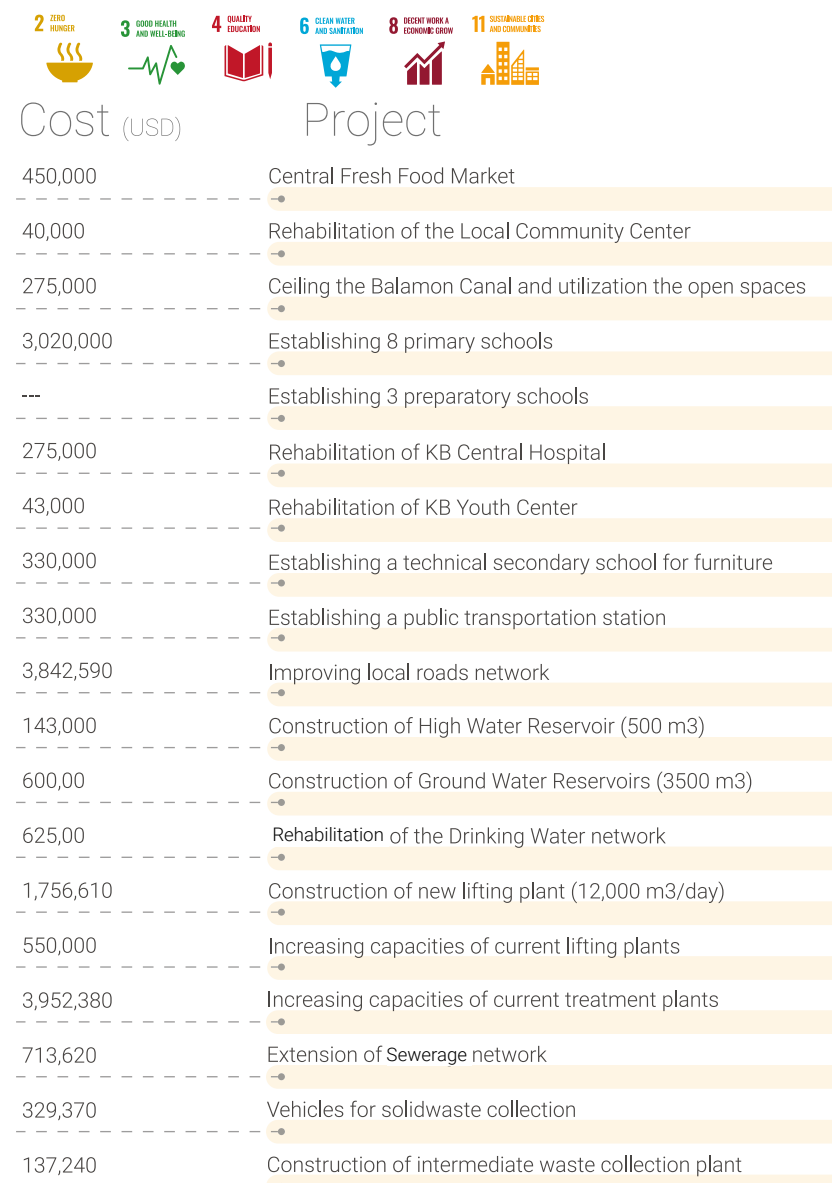 2 ZERO
HUNGER
3 GOOD HEALTH
AND WELL-BEING
4 QUALITY
EDUCATION
6 CLEAN WATER
AND SANITATION
8 DECENT WORK A
ECONOMIC GROW
11 SUSTAINABLE CITIES
AND COMMUNITIES
Cost (USD) Project
450,000 Central Fresh Food Market
40,000 Rehabilitation of the Local Community Center
275,000 Ceiling the Balamon Canal and utilization the open spaces
3,020,000 Establishing 8 primary schools
--- Establishing 3 preparatory schools
275,000 Rehabilitation of KB Central Hospital
43,000 Rehabilitation of KB Youth Center
330,000 Establishing a technical secondary school for furniture
330,000 Establishing a public transportation station
3,842,590 Improving local roads network
143,000 Construction of High Water Reservoir (500 m3)
600,00 Construction of Ground Water Reservoirs (3500 m3)
625,00 Rehabilitation of the Drinking Water network
1,756,610 Construction of new lifting plant (12,000 m3/day)
550,000 Increasing capacities of current lifting plants
3,952,380 Increasing capacities of current treatment plants
713,620 Extension of Sewerage network
329,370 Vehicles for solidwaste collection
137,240 Construction of intermediate waste collection plant